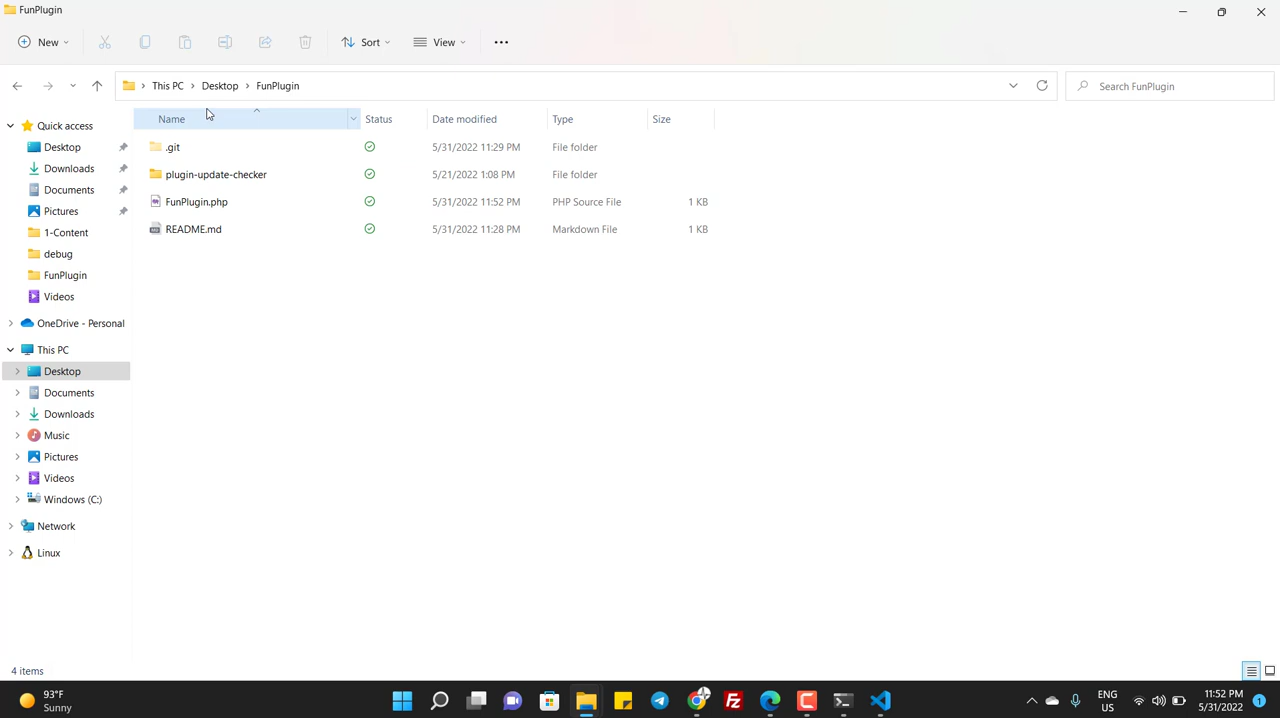 FunPlugin
New
Sort
View
This PC Desktop FunPlugin
Search FunPlugin
Name Status Date modified Type Size
Quick access
Desktop
Downloads
Documents
Pictures
1-Content
debug
FunPlugin
Videos
OneDrive - Personal
This PC
Desktop
Documents
Downloads
Music
Pictures
Videos
Windows (C:)
Network
Linux
.git 5/31/2022 11:29 PM File folder
plugin-update-checker 5/21/2022 1:08 PM File folder
FunPlugin.php 5/31/2022 11:52 PM PHP Source File 1 KB
README.md 5/31/2022 11:28 PM Markdown File 1 KB
4 items
93°F
Sunny
ENG
US
11:52 PM
5/31/2022
1